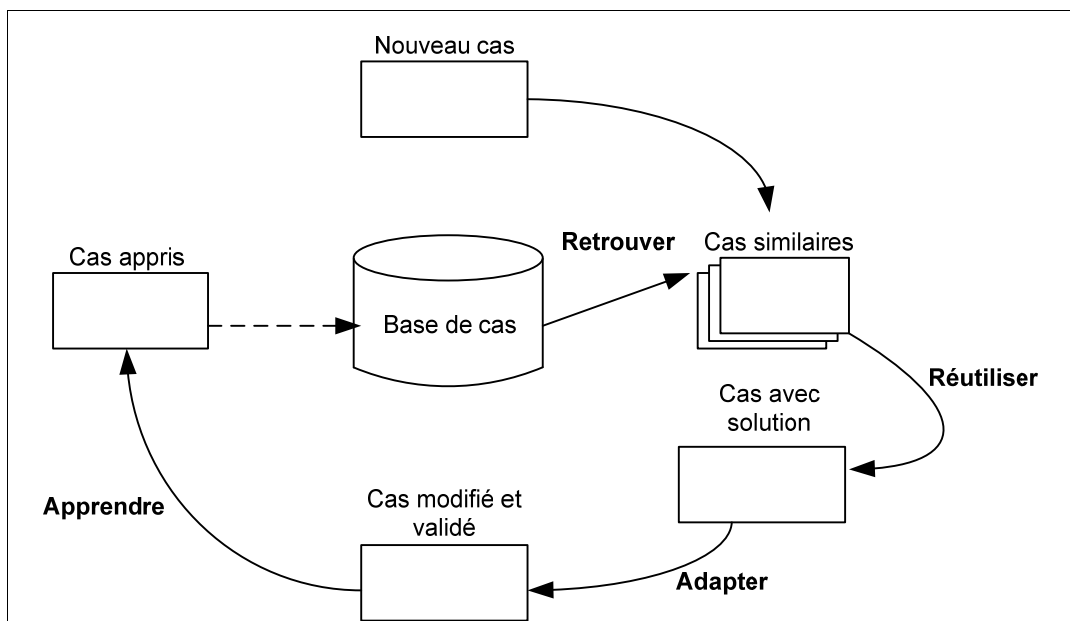 Nouveau cas
Retrouver
Cas similaires
Cas appris
Base de cas
Réutiliser
Cas avec
solution
Apprendre
Cas modifié et
validé
Adapter